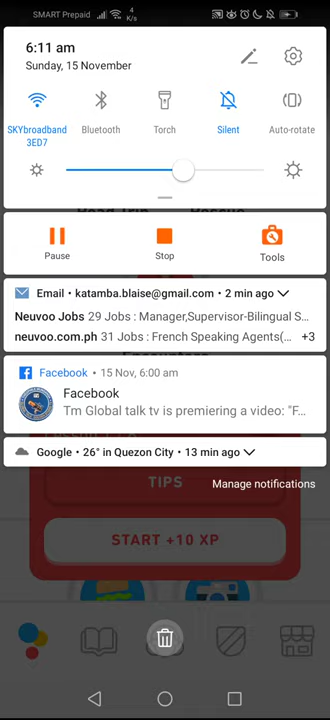 SMART Prepaid
4
K/s
6:11 am
Sunday, 15 November
SKYbroadband
3ED7
Bluetooth
Torch
Silent
Auto-rotate
Pause
Stop
Tools
Email • katamba.blaise@gmail.com • 2 min ago
Neuvoo Jobs 29 Jobs : Manager,Supervisor-Bilingual S...
neuvoo.com.ph 31 Jobs : French Speaking Agents(... +3
Facebook • 15 Nov, 6:00 am
Facebook
Tm Global talk tv is premiering a video: "F...
Google • 26° in Quezon City • 13 min ago
TIPS
Manage notifications
START +10 XP